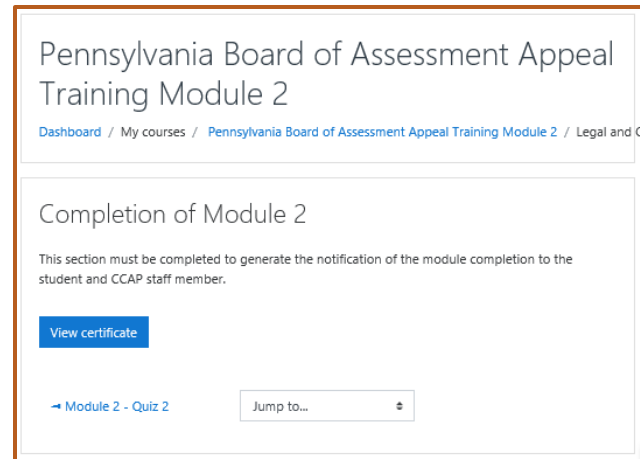 Pennsylvania Board of Assessment Appeal
Training Module 2
Dashboard / My courses / Pennsylvania Board of Assessment Appeal Training Module 2 / Legal and
Completion of Module 2
This section must be completed to generate the notification of the module completion to the
student and CCAP staff member.
View certificate
◄ Module 2 - Quiz 2
Jump to...